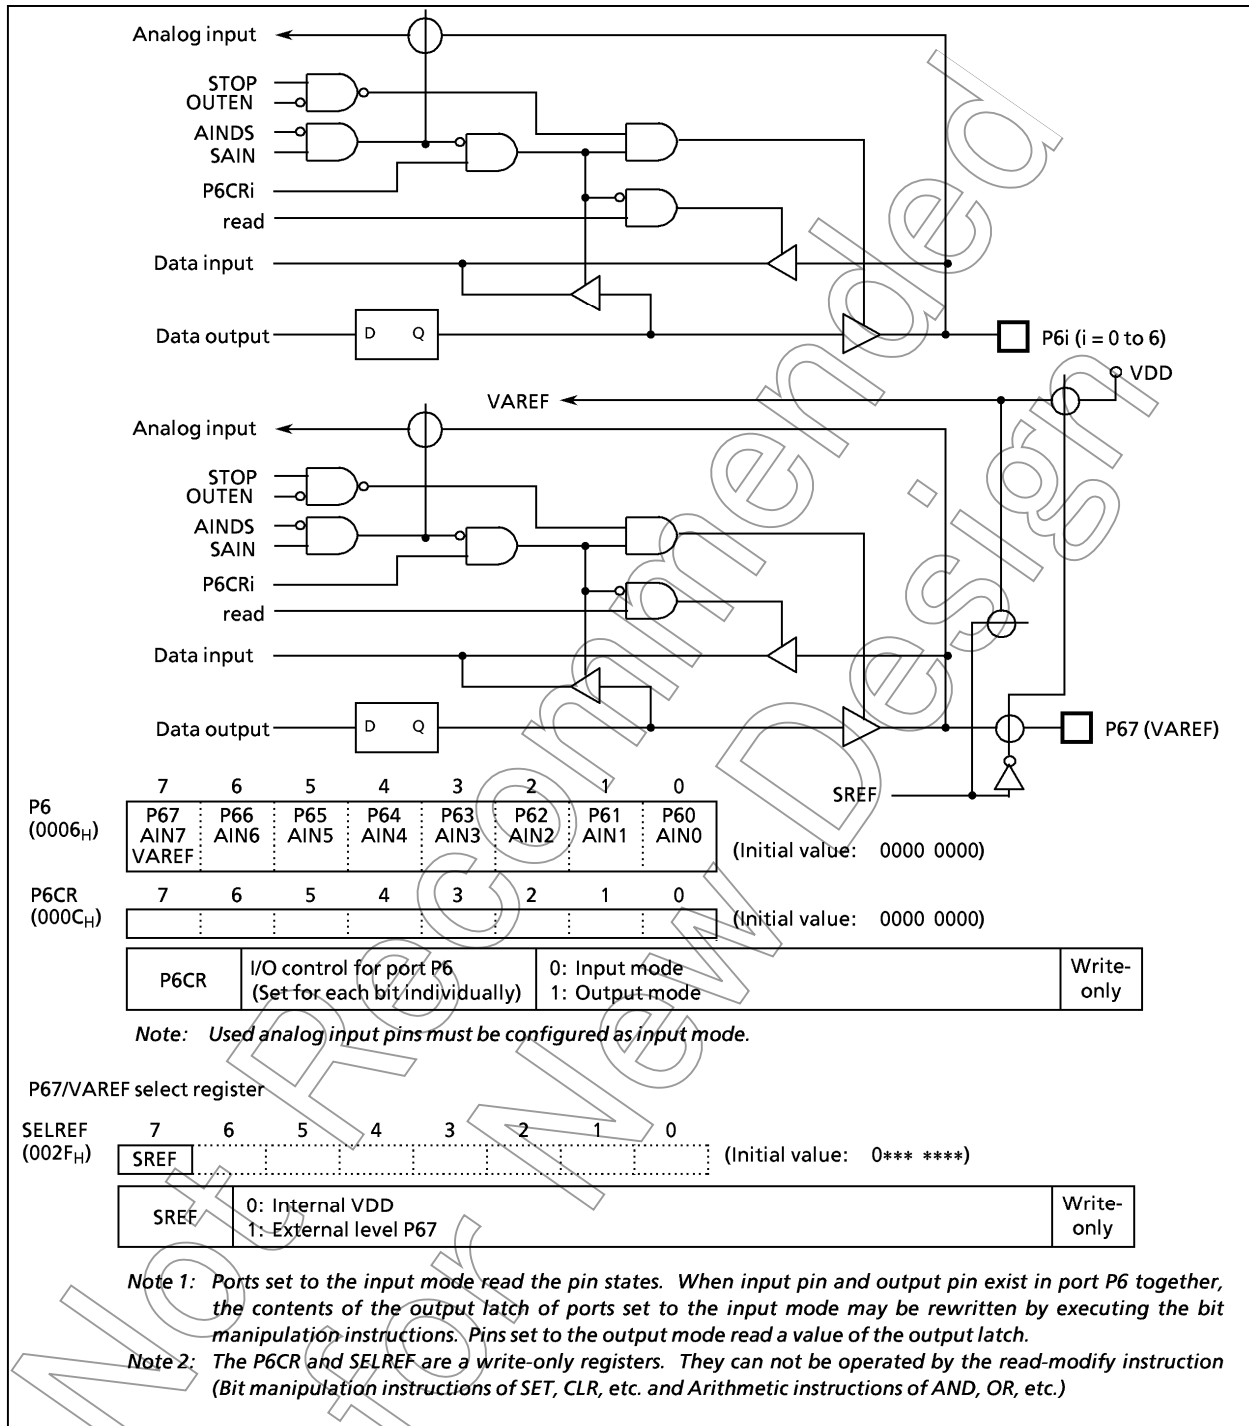 Analog input
STOP
OUTEN
AINDS
SAIN
P6CRi
read
Data input
Data output
D Q
P6i (i = 0 to 6)
VDD
VAREF
Analog input
STOP
OUTEN
AINDS
SAIN
P6CRi
read
Data input
Data output
D Q
P67 (VAREF)
SREF
7 6 5 4 3 2 1 0
P6
(0006H)
P67 P66 P65 P64 P63 P62 P61 P60
AIN7 AIN6 AIN5 AIN4 AIN3 AIN2 AIN1 AIN0
VAREF
(Initial value: 0000 0000)
P6CR
(000CH)
7 6 5 4 3 2 1 0
(Initial value: 0000 0000)
P6CR
I/O control for port P6
(Set for each bit individually)
0: Input mode
1: Output mode
Write-
only
Note: Used analog input pins must be configured as input mode.
P67/VAREF select register
SELREF
(002FH)
7 6 5 4 3 2 1 0
SREF
(Initial value: 0*** ****)
SREF
0: Internal VDD
1: External level P67
Write-
only
Note 1: Ports set to the input mode read the pin states. When input pin and output pin exist in port P6 together,
the contents of the output latch of ports set to the input mode may be rewritten by executing the bit
manipulation instructions. Pins set to the output mode read a value of the output latch.
Note 2: The P6CR and SELREF are a write-only registers. They can not be operated by the read-modify instruction
(Bit manipulation instructions of SET, CLR, etc. and Arithmetic instructions of AND, OR, etc.)
Not Recommended
for New Design